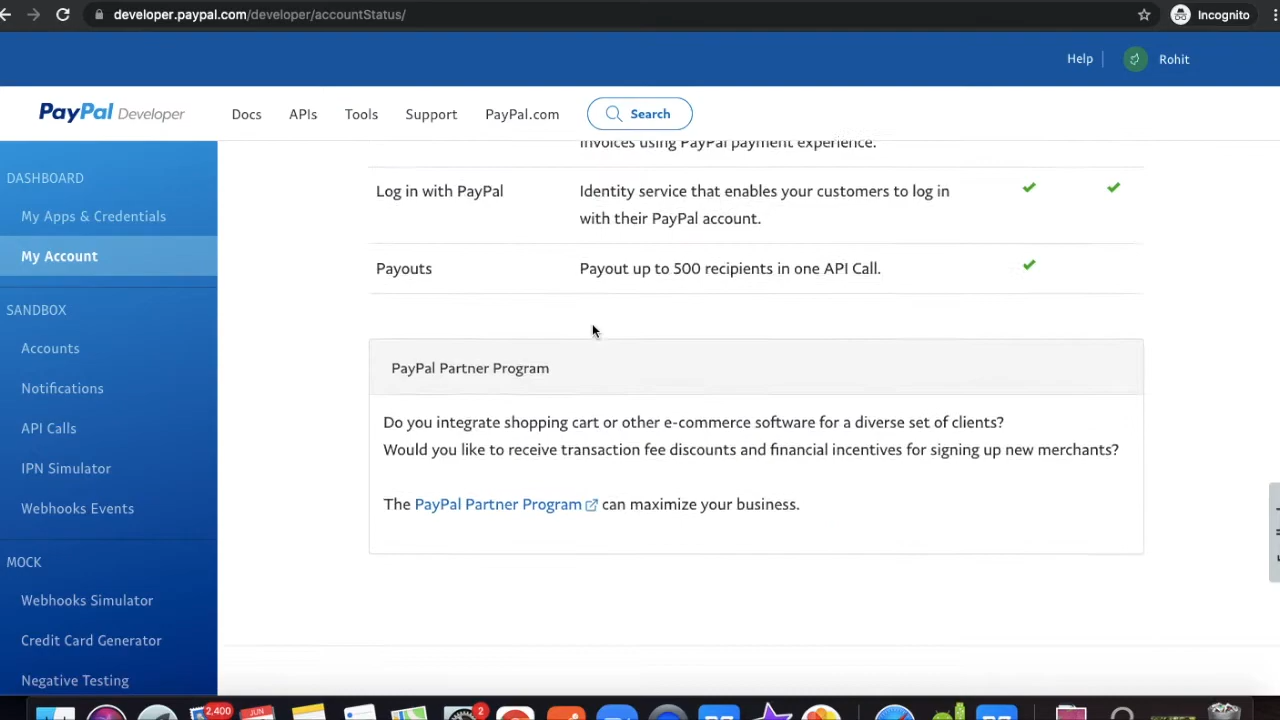 developer.paypal.com/developer/accountStatus/
Incognito
Help
Rohit
PayPal Developer
Docs
APIs
Tools
Support
PayPal.com
Search
DASHBOARD
My Apps & Credentials
My Account
SANDBOX
Accounts
Notifications
API Calls
IPN Simulator
Webhooks Events
MOCK
Webhooks Simulator
Credit Card Generator
Negative Testing
invoices using PayPal payment experience.
Log in with PayPal
Identity service that enables your customers to log in
with their PayPal account.
Payouts
Payout up to 500 recipients in one API Call.
PayPal Partner Program
Do you integrate shopping cart or other e-commerce software for a diverse set of clients?
Would you like to receive transaction fee discounts and financial incentives for signing up new merchants?
The PayPal Partner Program can maximize your business.
2,400
JUN
2